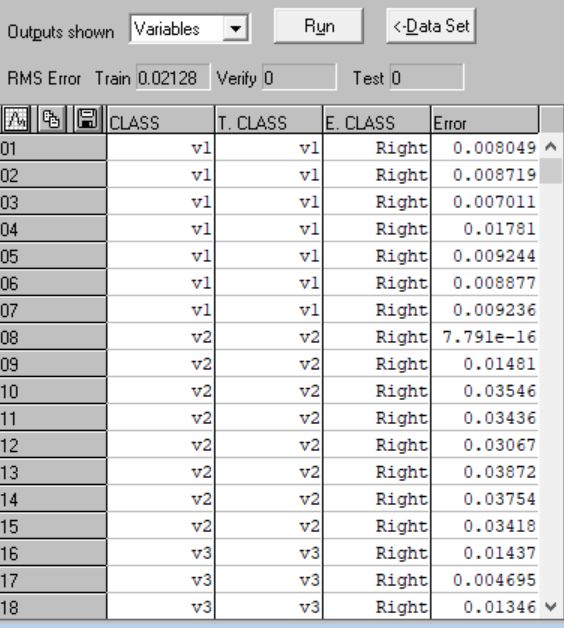 Outputs shown Variables Run <-Data Set
RMS Error Train 0.02128 Verify 0 Test 0
CLASS T. CLASS E. CLASS Error
01 v1 v1 Right 0.008049
02 v1 v1 Right 0.008719
03 v1 v1 Right 0.007011
04 v1 v1 Right 0.01781
05 v1 v1 Right 0.009244
06 v1 v1 Right 0.008877
07 v1 v1 Right 0.009236
08 v2 v2 Right 7.791e-16
09 v2 v2 Right 0.01481
10 v2 v2 Right 0.03546
11 v2 v2 Right 0.03436
12 v2 v2 Right 0.03067
13 v2 v2 Right 0.03872
14 v2 v2 Right 0.03754
15 v2 v2 Right 0.03418
16 v3 v3 Right 0.01437
17 v3 v3 Right 0.004695
18 v3 v3 Right 0.01346